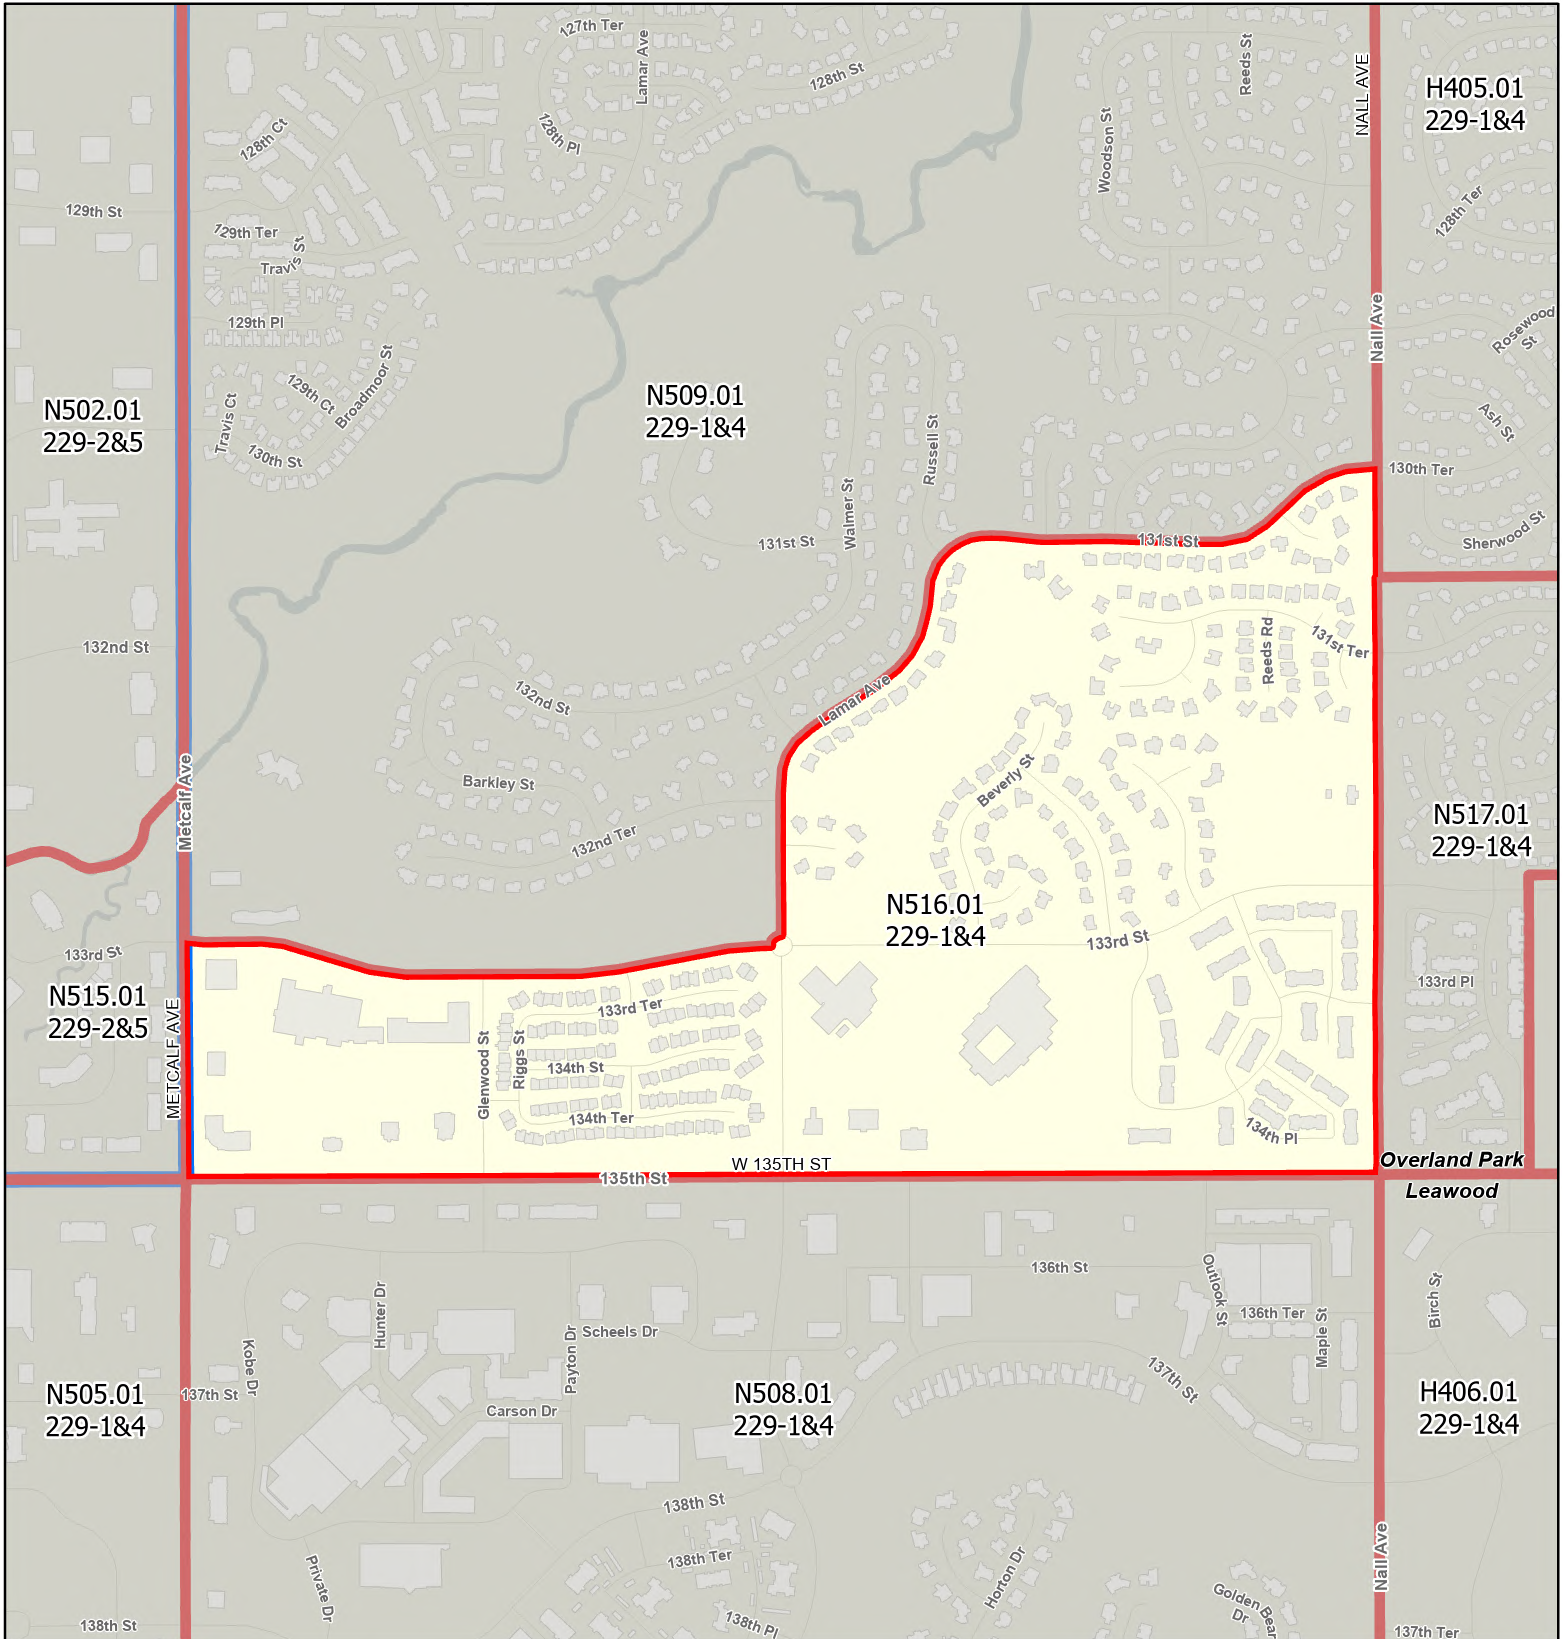 127th Ter
Lamar Ave
128th St
Reeds St
NALL AVE
H405.01
229-1&4
128th Ct
128th Pl
Woodson St
129th St
129th Ter
Travis St
128th Ter
129th Pl
Nall Ave
Rosewood
St
129th Ct
Broadmoor St
N502.01
229-2&5
Travis Ct
130th St
N509.01
229-1&4
Russell St
Ash St
130th Ter
Walmer St
131st St
131st St
Sherwood St
132nd St
Reeds Rd
131st Ter
132nd St
Lamar Ave
Metcalf Ave
Barkley St
Beverly St
132nd Ter
N517.01
229-1&4
N516.01
229-1&4
133rd St
133rd St
N515.01
229-2&5
METCALF AVE
133rd Ter
133rd Pl
Glenwood St
Riggs St
134th St
134th Ter
134th Pl
W 135TH ST
135th St
Overland Park
Leawood
136th St
Outlook St
136th Ter
Maple St
Birch St
Hunter Dr
Scheels Dr
Payton Dr
Kobe Dr
137th St
137th St
N505.01
229-1&4
Carson Dr
N508.01
229-1&4
H406.01
229-1&4
138th St
138th Ter
Nall Ave
Private Dr
Horton Dr
Golden Bear
Dr
138th St
138th Pl
137th Ter